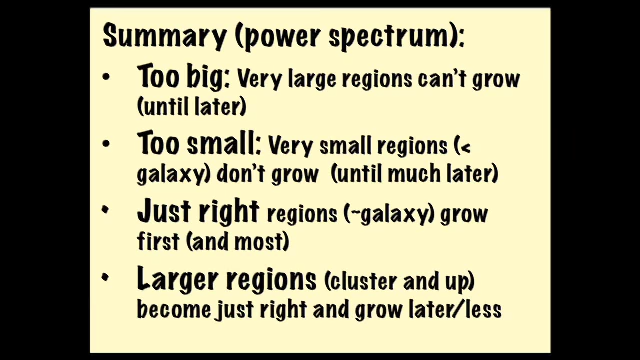 Summary (power spectrum):
• Too big: Very large regions can't grow
(until later)
• Too small: Very small regions (<
galaxy) don't grow (until much later)
• Just right regions (~galaxy) grow
first (and most)
• Larger regions (cluster and up)
become just right and grow later/less